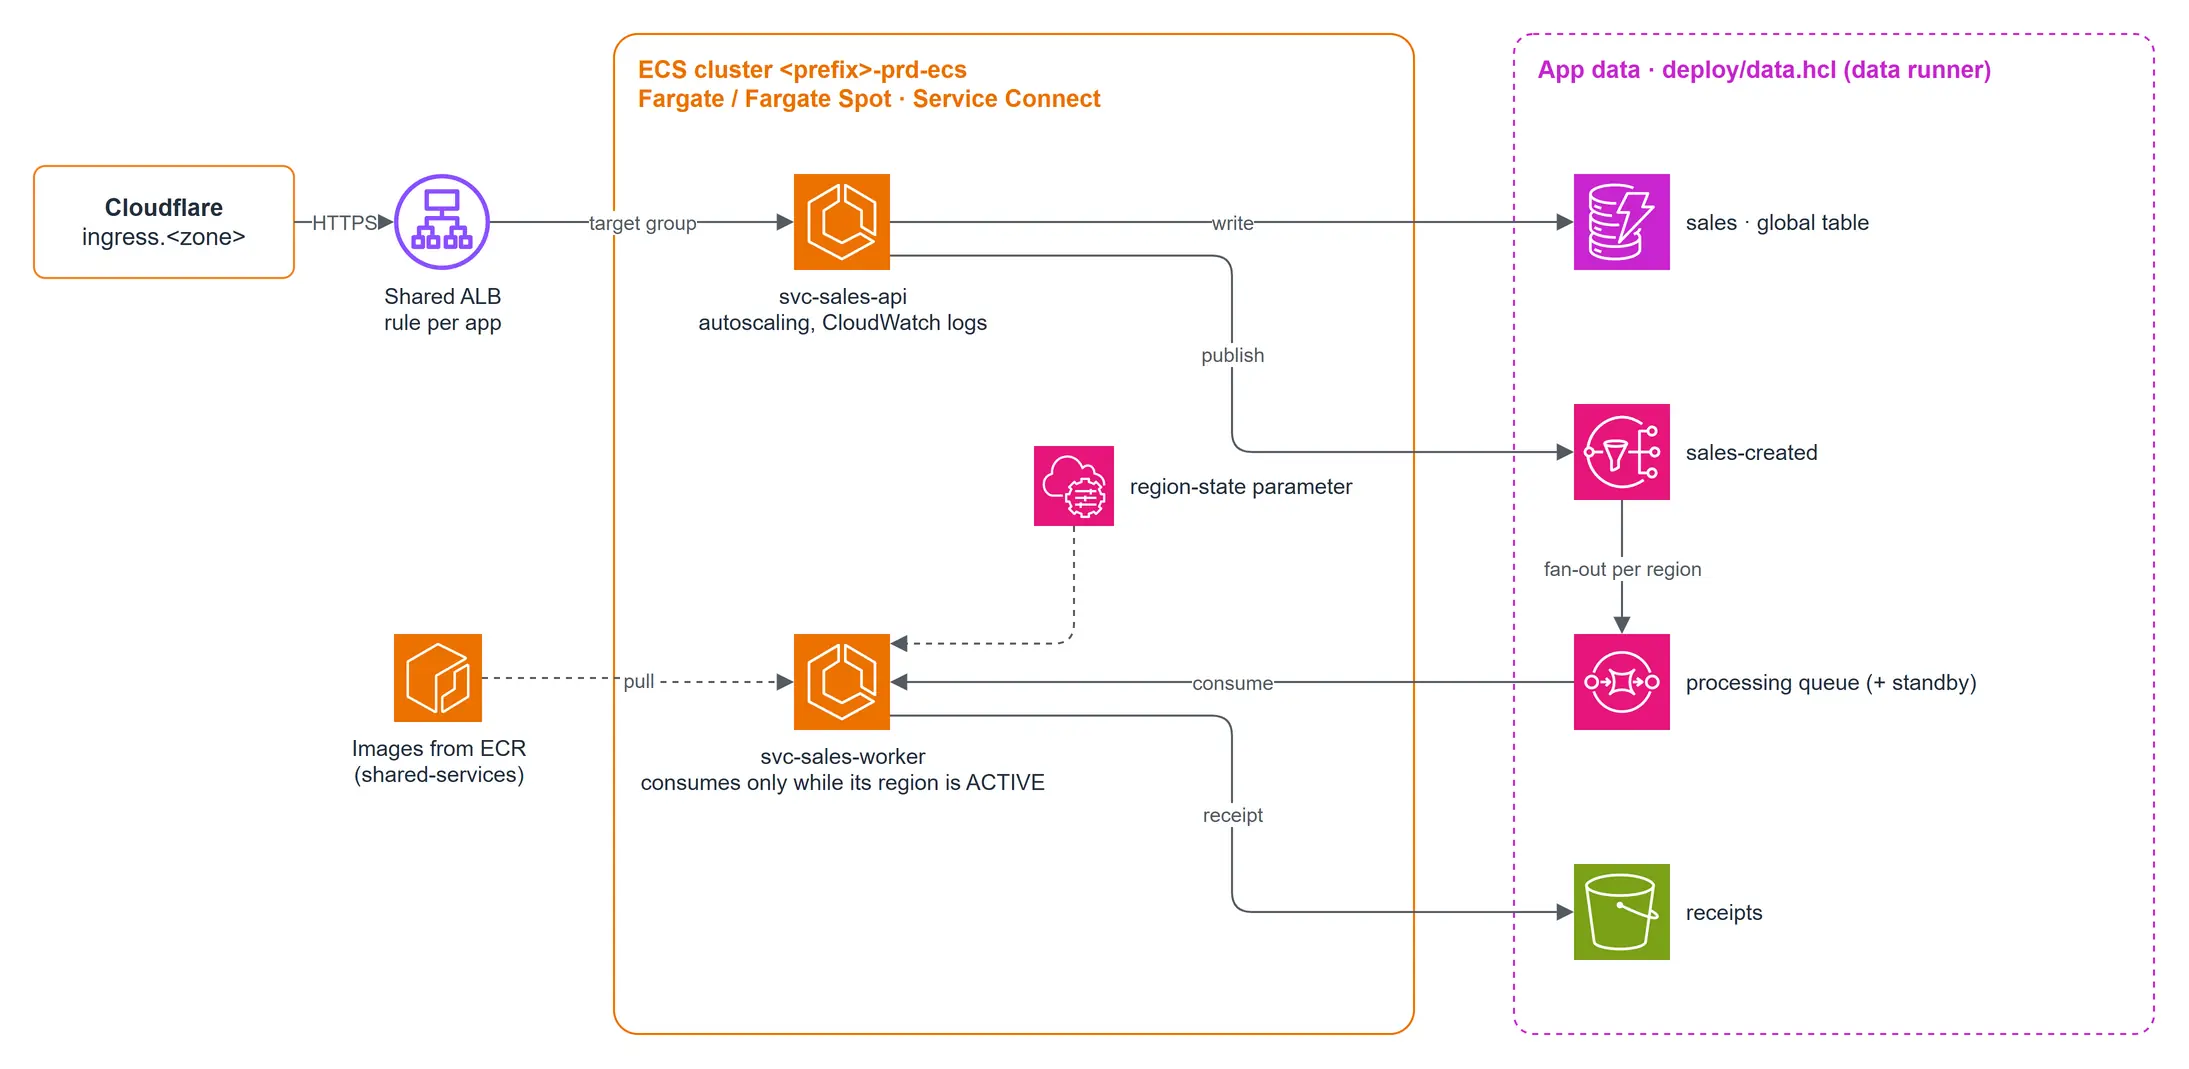 ECS cluster <prefix>-prd-ecs
Fargate / Fargate Spot · Service Connect
App data · deploy/data.hcl (data runner)
Cloudflare
ingress.<zone>
HTTPS
Shared ALB
rule per app
target group
svc-sales-api
autoscaling, CloudWatch logs
write
sales · global table
publish
sales-created
region-state parameter
fan-out per region
Images from ECR
(shared-services)
pull
svc-sales-worker
consumes only while its region is ACTIVE
consume
processing queue (+ standby)
receipt
receipts